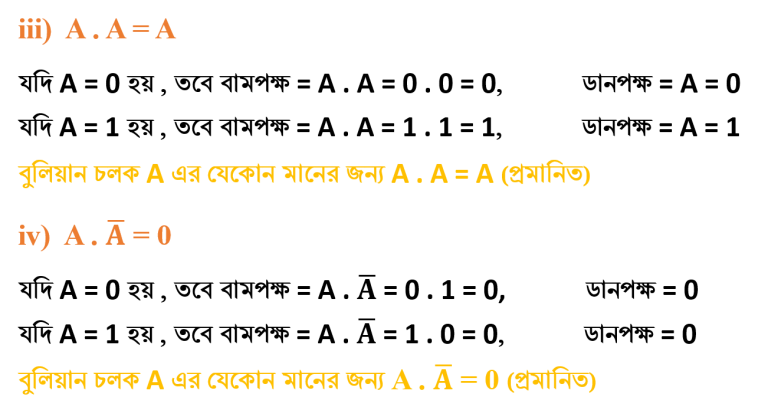 iii) A . A = A
যদি A = 0 হয় , তবে বামপক্ষ = A . A = 0 . 0 = 0, ডানপক্ষ = A = 0
যদি A = 1 হয় , তবে বামপক্ষ = A . A = 1 . 1 = 1, ডানপক্ষ = A = 1
বুলিয়ান চলক A এর যেকোন মানের জন্য A . A = A (প্রমানিত)
iv) A . A̅ = 0
যদি A = 0 হয় , তবে বামপক্ষ = A . A̅ = 0 . 1 = 0, ডানপক্ষ = 0
যদি A = 1 হয় , তবে বামপক্ষ = A . A̅ = 1 . 0 = 0, ডানপক্ষ = 0
বুলিয়ান চলক A এর যেকোন মানের জন্য A . A̅ = 0 (প্রমানিত)